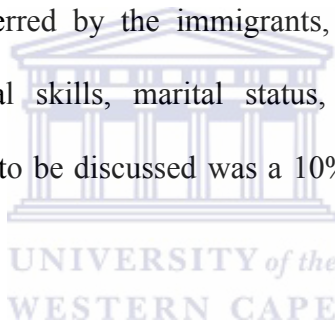 erred by the immigrants,
al skills, marital status,
to be discussed was a 10%
UNIVERSITY of the
WESTERN CAPE